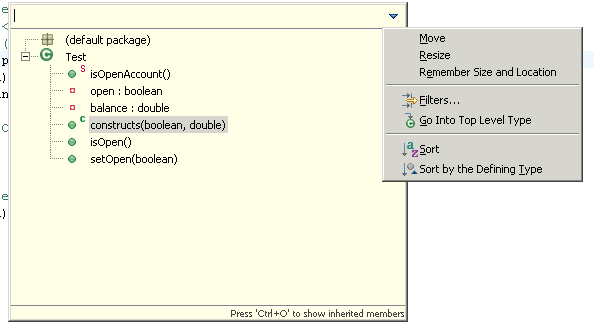 (default package)
Test
S
isOpenAccount()
open : boolean
balance : double
C
constructs(boolean, double)
isOpen()
setOpen(boolean)
Press 'Ctrl+O' to show inherited members
Move
Resize
Remember Size and Location
Filters...
Go Into Top Level Type
Sort
Sort by the Defining Type